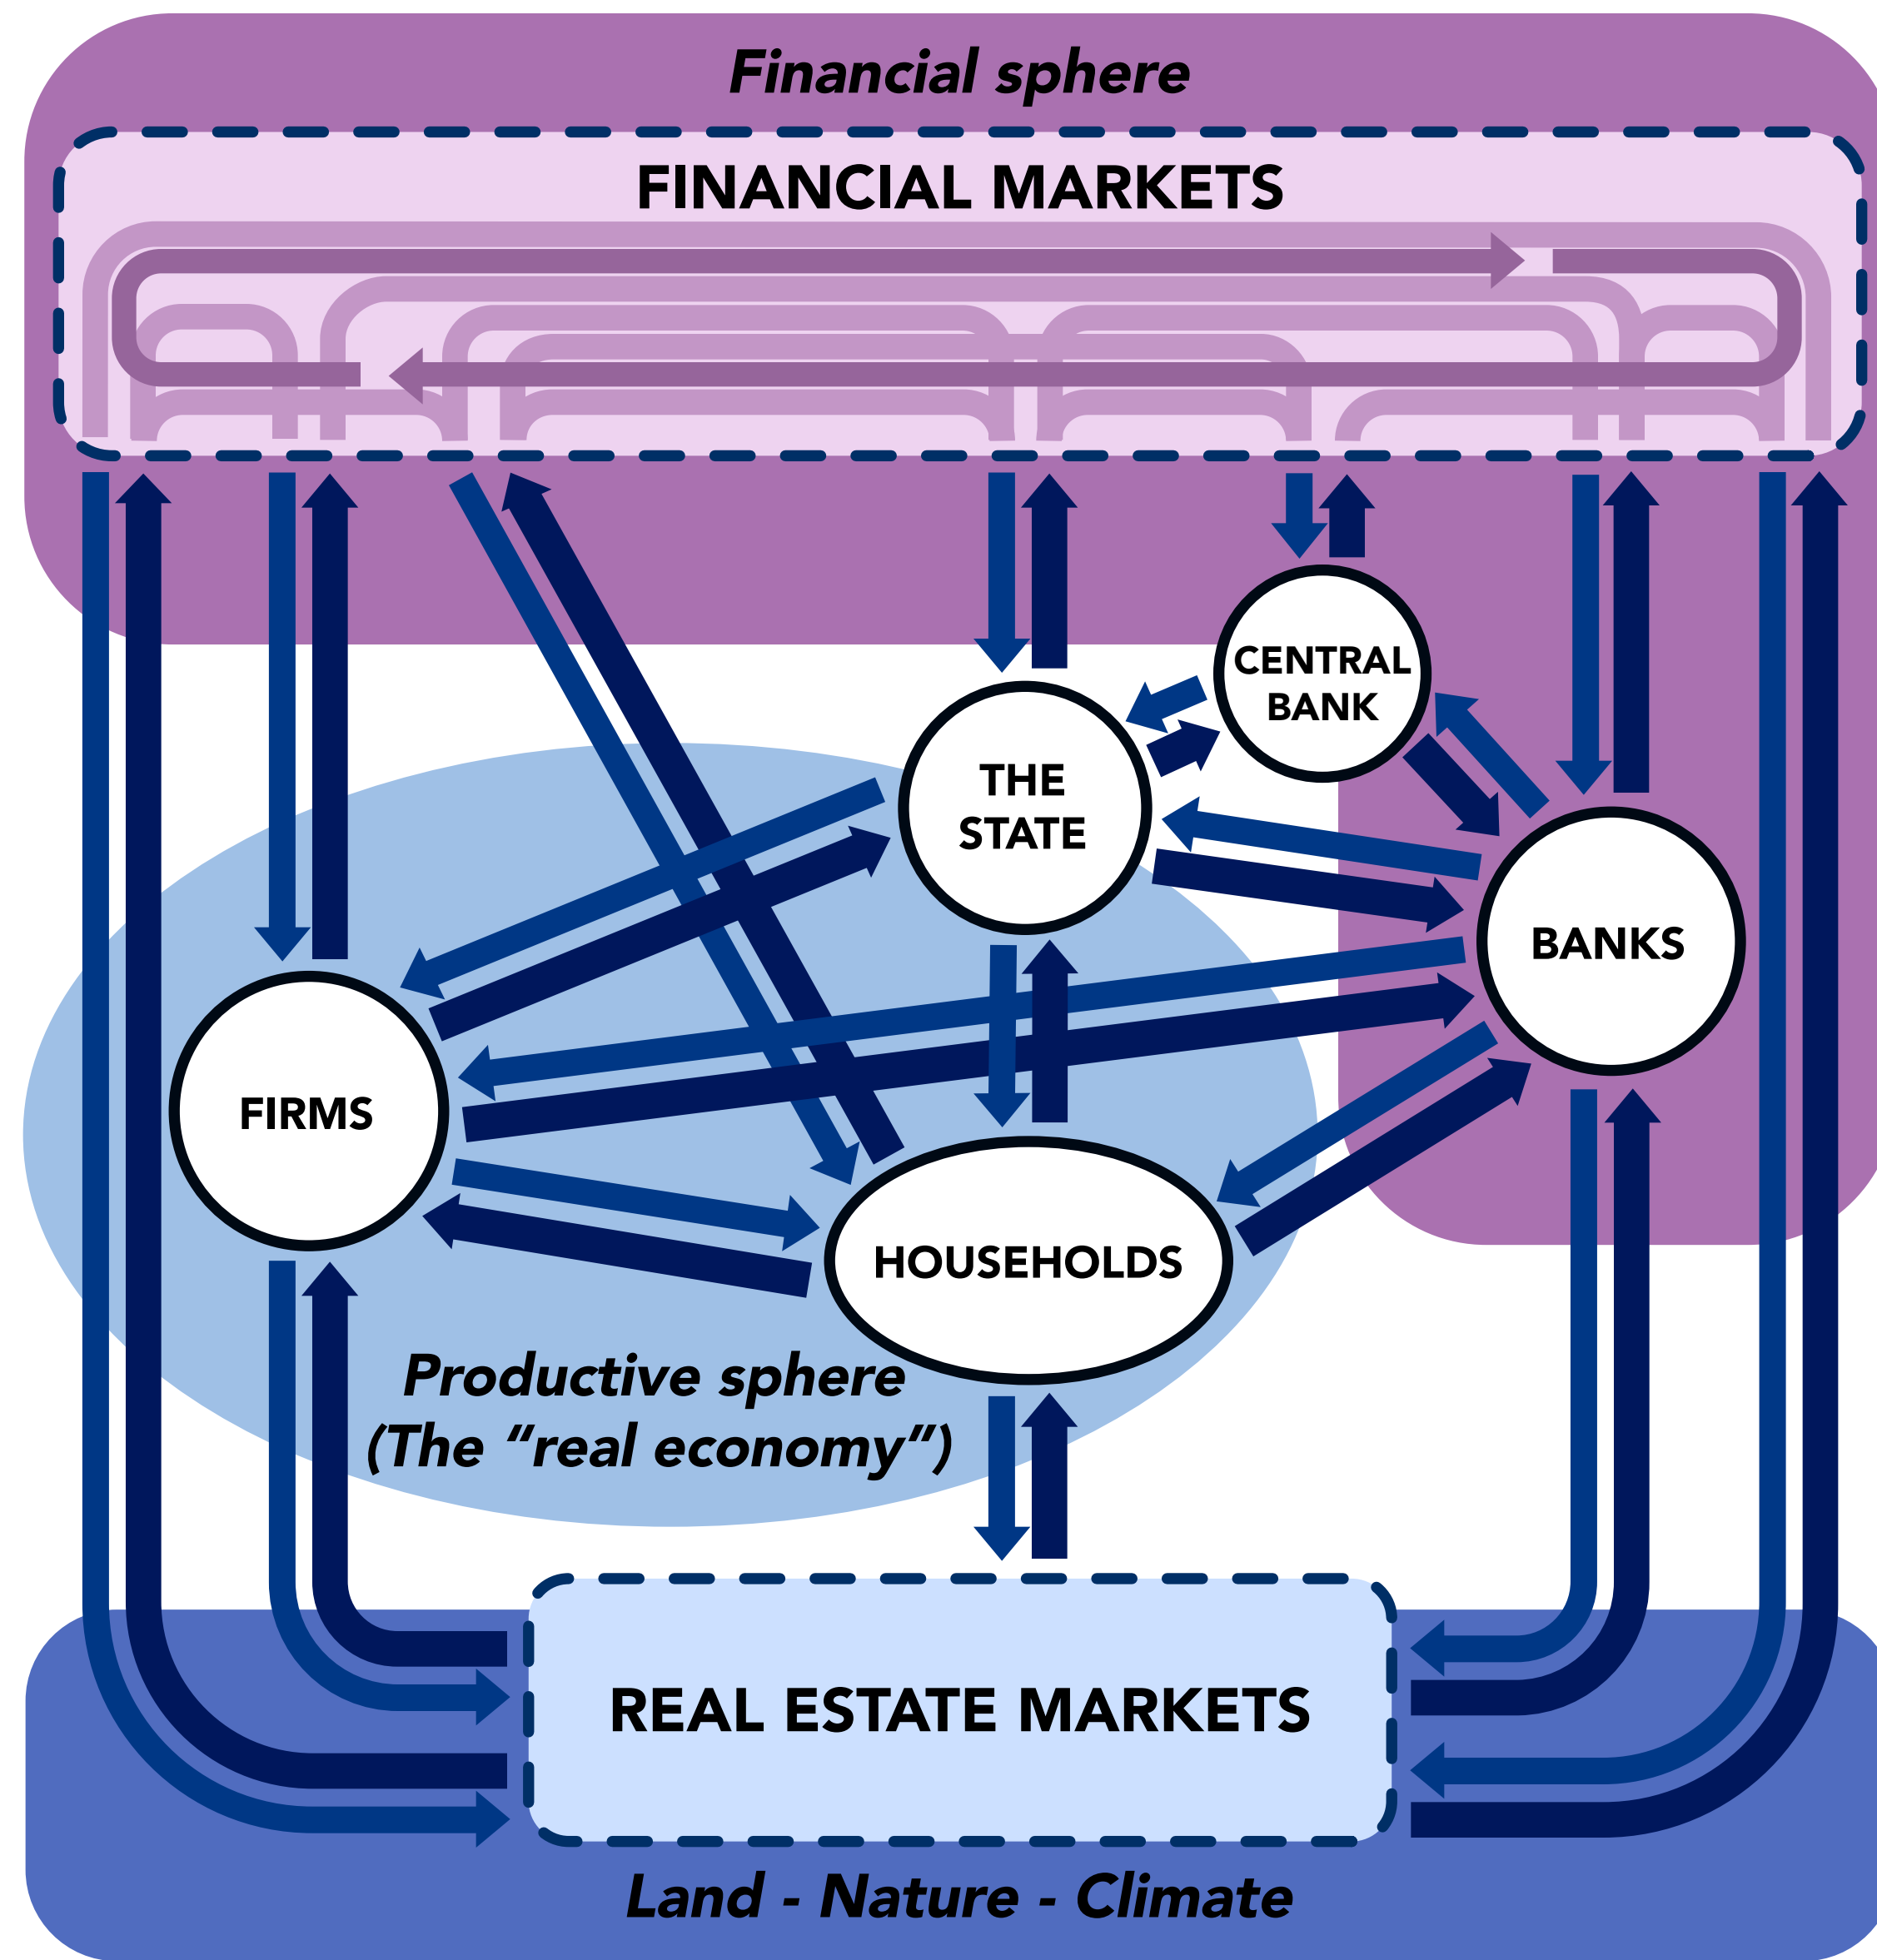 Financial sphere
FINANCIAL MARKETS
CENTRAL
BANK
THE
STATE
BANKS
FIRMS
HOUSEHOLDS
Productive sphere
(The “real economy”)
REAL ESTATE MARKETS
Land - Nature - Climate